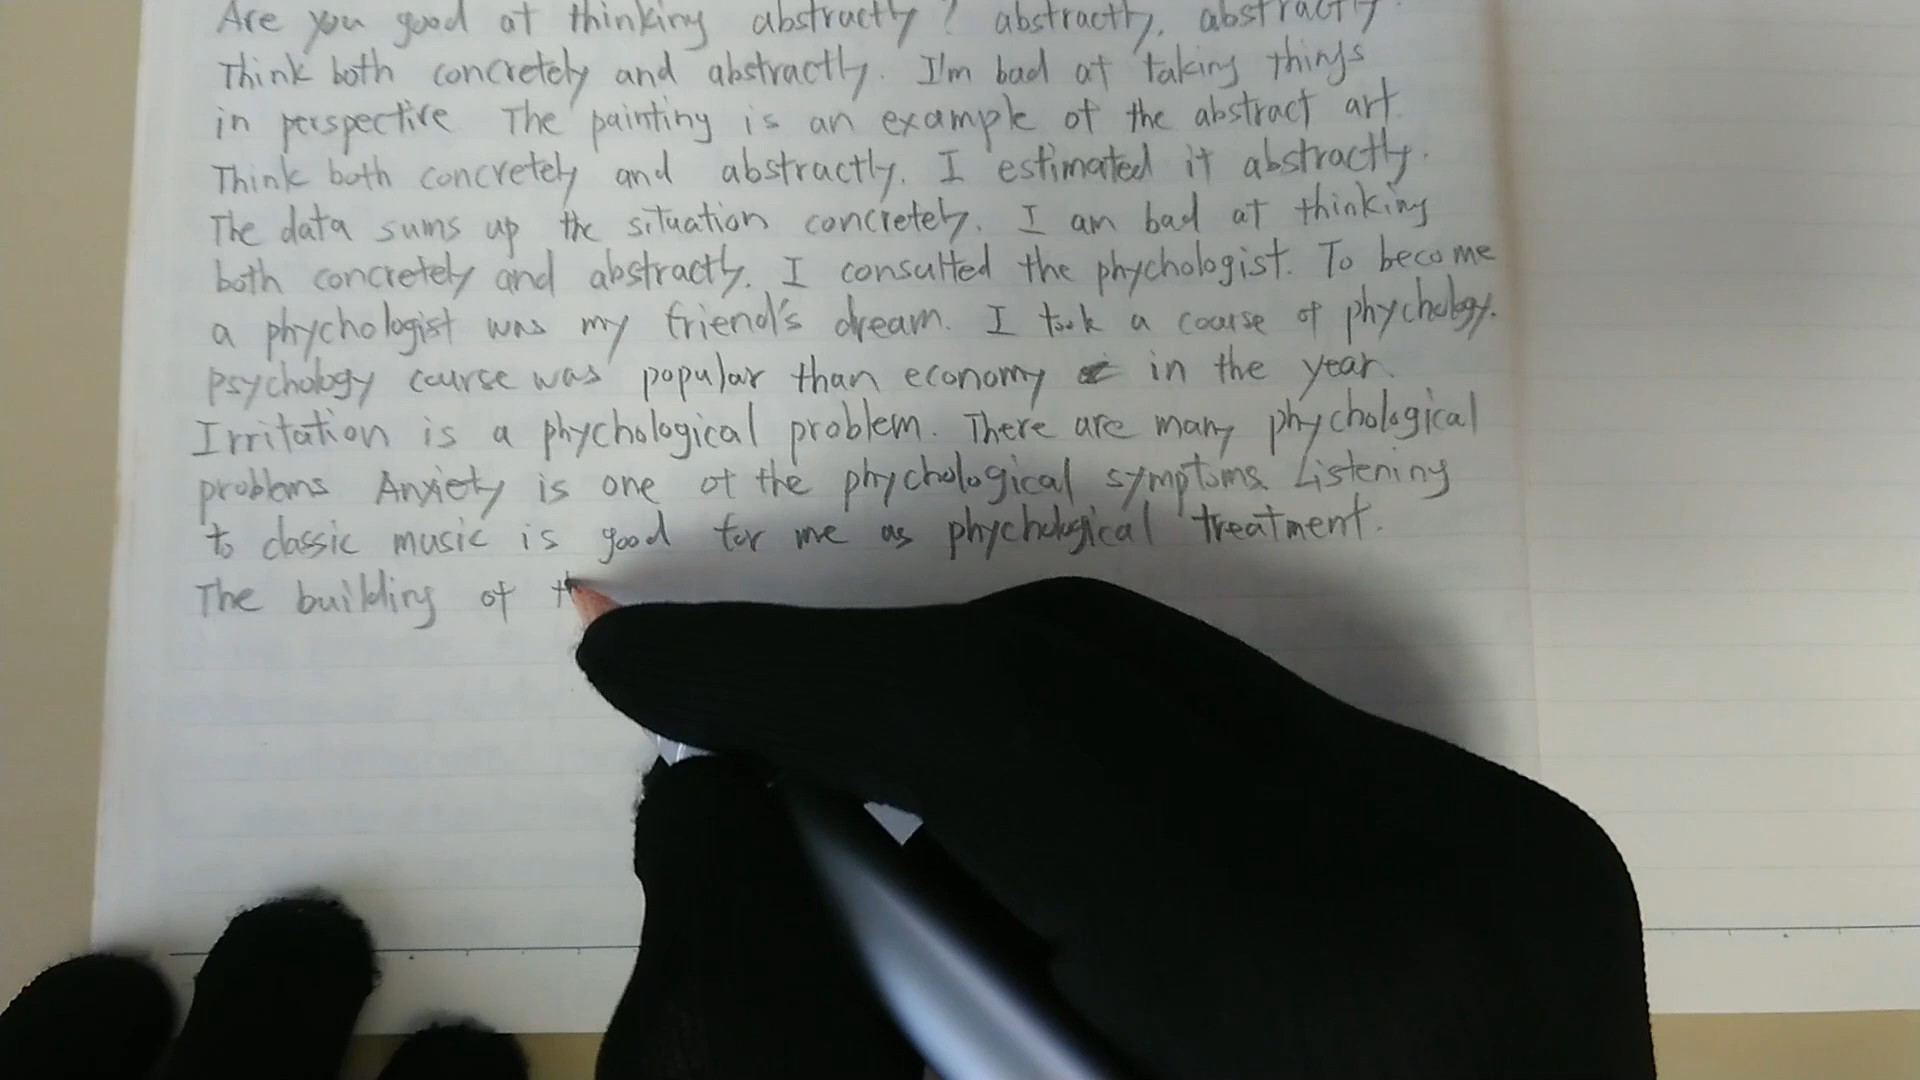 Are you good at thinking abstractly? abstractly, abstractly
Think both concretely and abstractly. I'm bad at taking things
in perspective The painting is an example of the abstract art.
Think both concretely and abstractly. I estimated it abstractly.
The data sums up the situation concretely. I am bad at thinking
both concretely and abstractly. I consulted the phychologist. To become
a phychologist was my friend's dream. I took a course of phychology.
psychology course was popular than economy in the year.
Irritation is a phychological problem. There are many phychological
problems Anxiety is one of the phychological symptoms. Listening
to classic music is good for me as phychological treatment.
The building of th